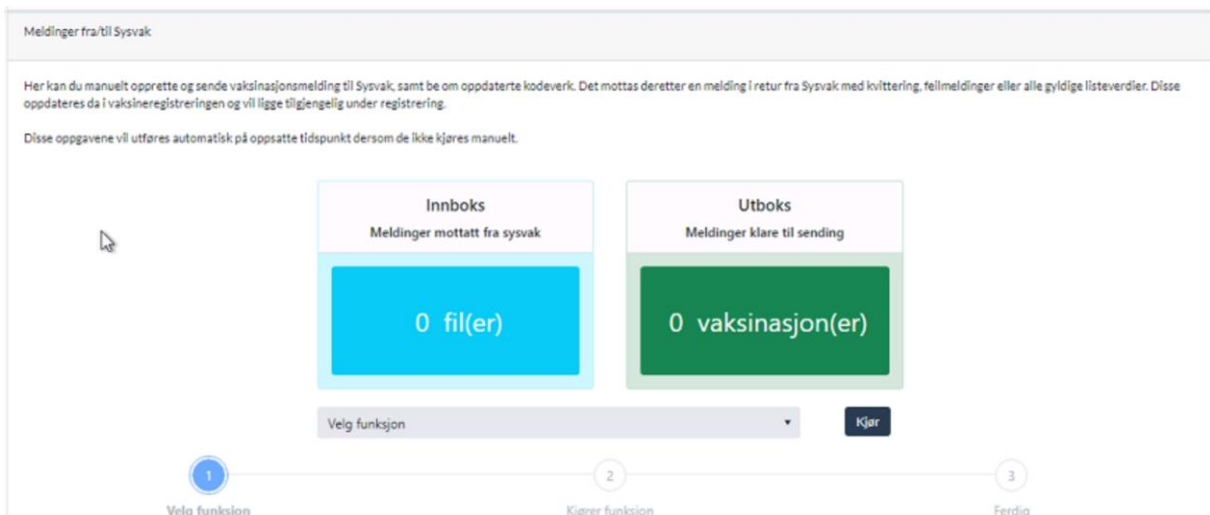 Meldinger fra/til Sysvak
Her kan du manuelt opprette og sende vaksinasjonsmelding til Sysvak, samt be om oppdaterte kodeverk. Det mottas deretter en melding i retur fra Sysvak med kvittering, feilmeldinger eller alle gyldige listeverdier. Disse
oppdateres da i vaksineregistreringen og vil ligge tilgjengelig under registrering.
Disse oppgavene vil utføres automatisk på oppsatte tidspunkt dersom de ikke kjøres manuelt.
Innboks
Meldinger mottatt fra sysvak
0 fil(er)
Utboks
Meldinger klare til sending
0 vaksinasjon(er)
Velg funksjon
Kjør
1
2
3
Velg funksjon
Kjører funksjon
Ferdig